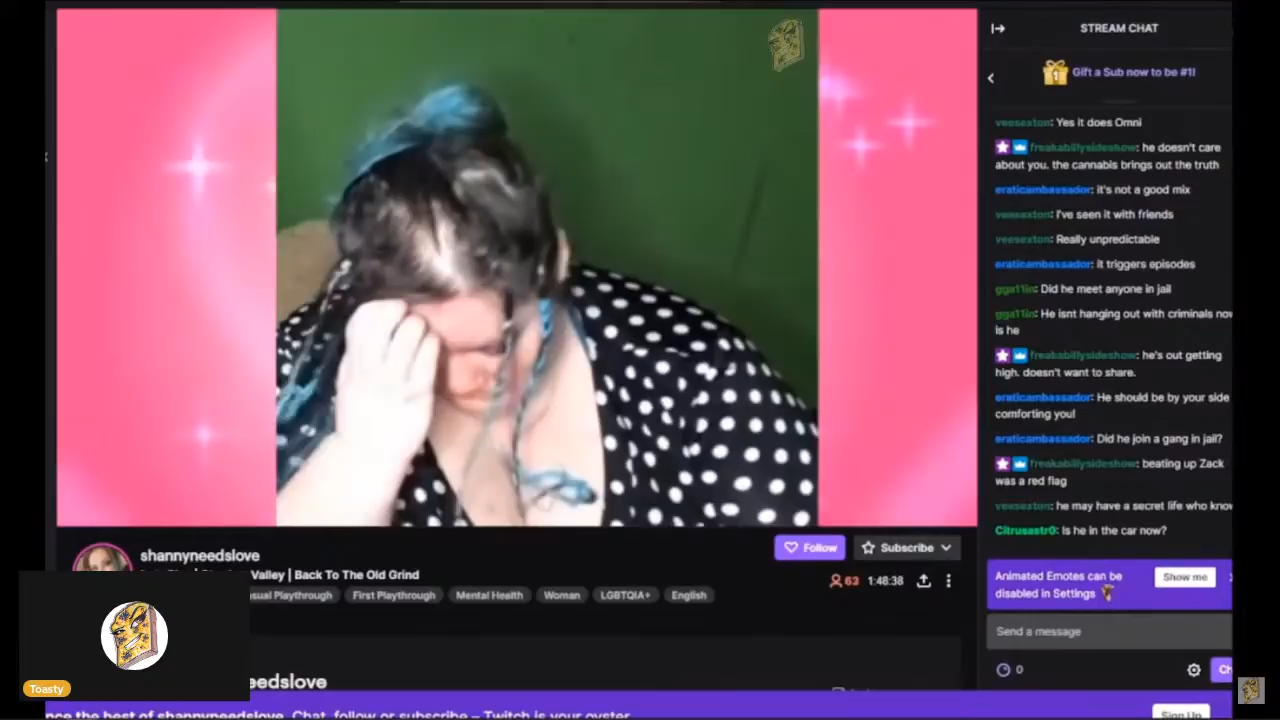 STREAM CHAT
1
Gift a Sub now to be #1!
veesexton: Yes it does Omni
freakabillysideshow: he doesn't care
about you. the cannabis brings out the truth
eraticambassador: it's not a good mix
veesexton: I've seen it with friends
veesexton: Really unpredictable
eraticambassador: it triggers episodes
gga11in: Did he meet anyone in jail
gga11in: He isnt hanging out with criminals now
is he
freakabillysideshow: he's out getting
high. doesn't want to share.
eraticambassador: He should be by your side
comforting you!
eraticambassador: Did he join a gang in jail?
freakabillysideshow: beating up Zack
was a red flag
veesexton: he may have a secret life who know
Citrusastr0: Is he in the car now?
Animated Emotes can be
disabled in Settings
Show me
Send a message
0
Ch
shannyneedslove
Follow
Subscribe
Valley | Back To The Old Grind
63
1:48:38
sual Playthrough
First Playthrough
Mental Health
Woman
LGBTQIA+
English
Toasty
eedslove
nce the best of shannyneedslove. Chat, follow or subscribe – Twitch is your oyster.
Sign Up